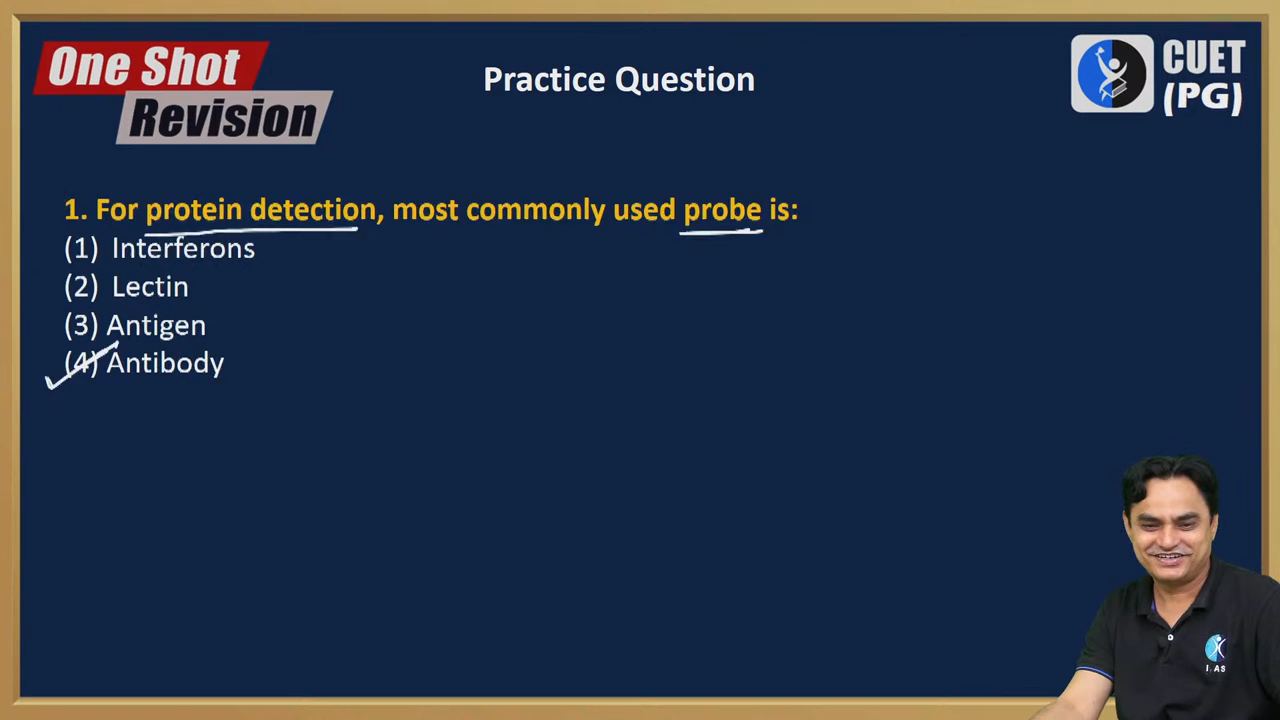 One Shot
Revision
Practice Question
CUET
(PG)
1. For protein detection, most commonly used probe is:
(1) Interferons
(2) Lectin
(3) Antigen
(4) Antibody
I. AS